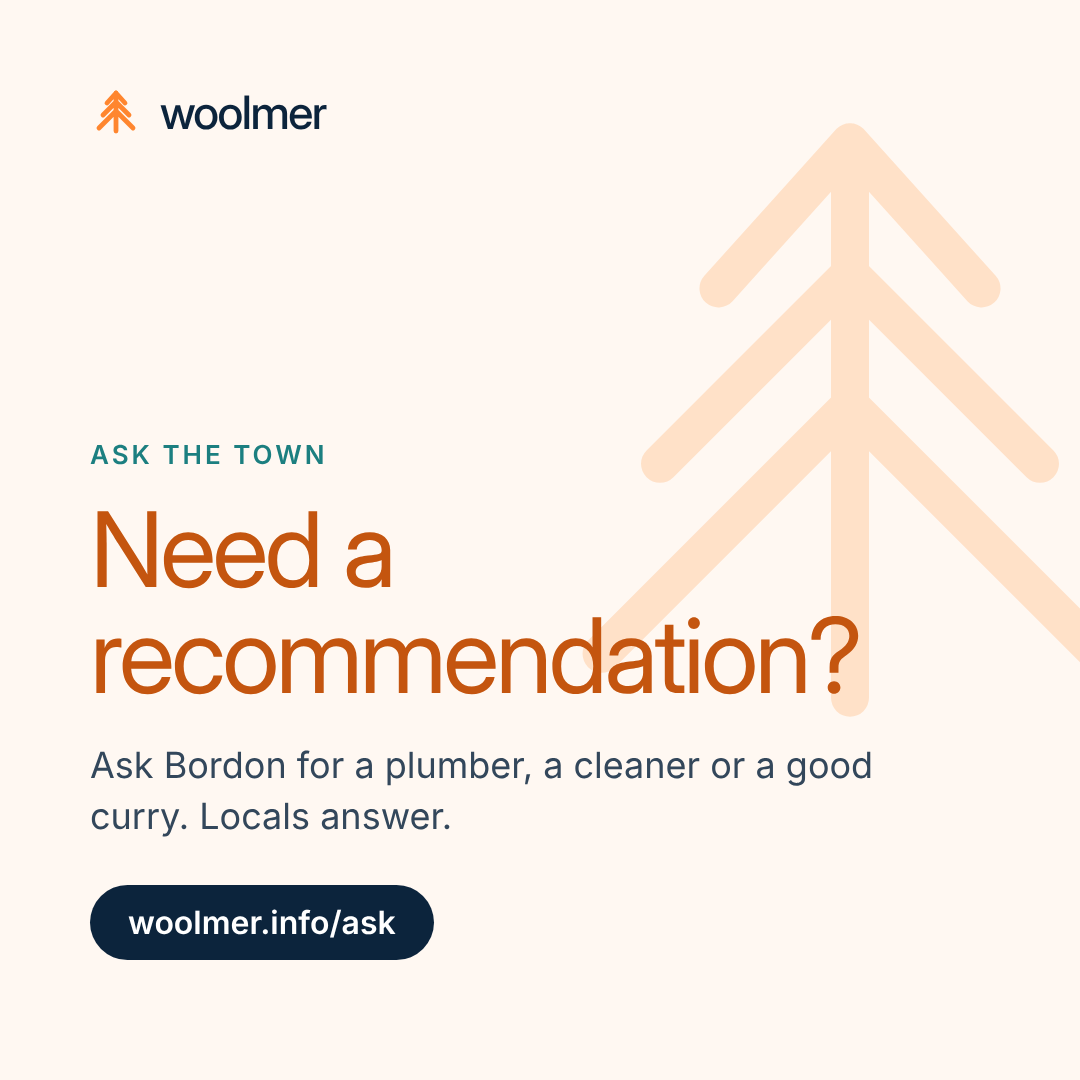 woolmer
ASK THE TOWN
Need a
recommendation?
Ask Bordon for a plumber, a cleaner or a good
curry. Locals answer.
woolmer.info/ask